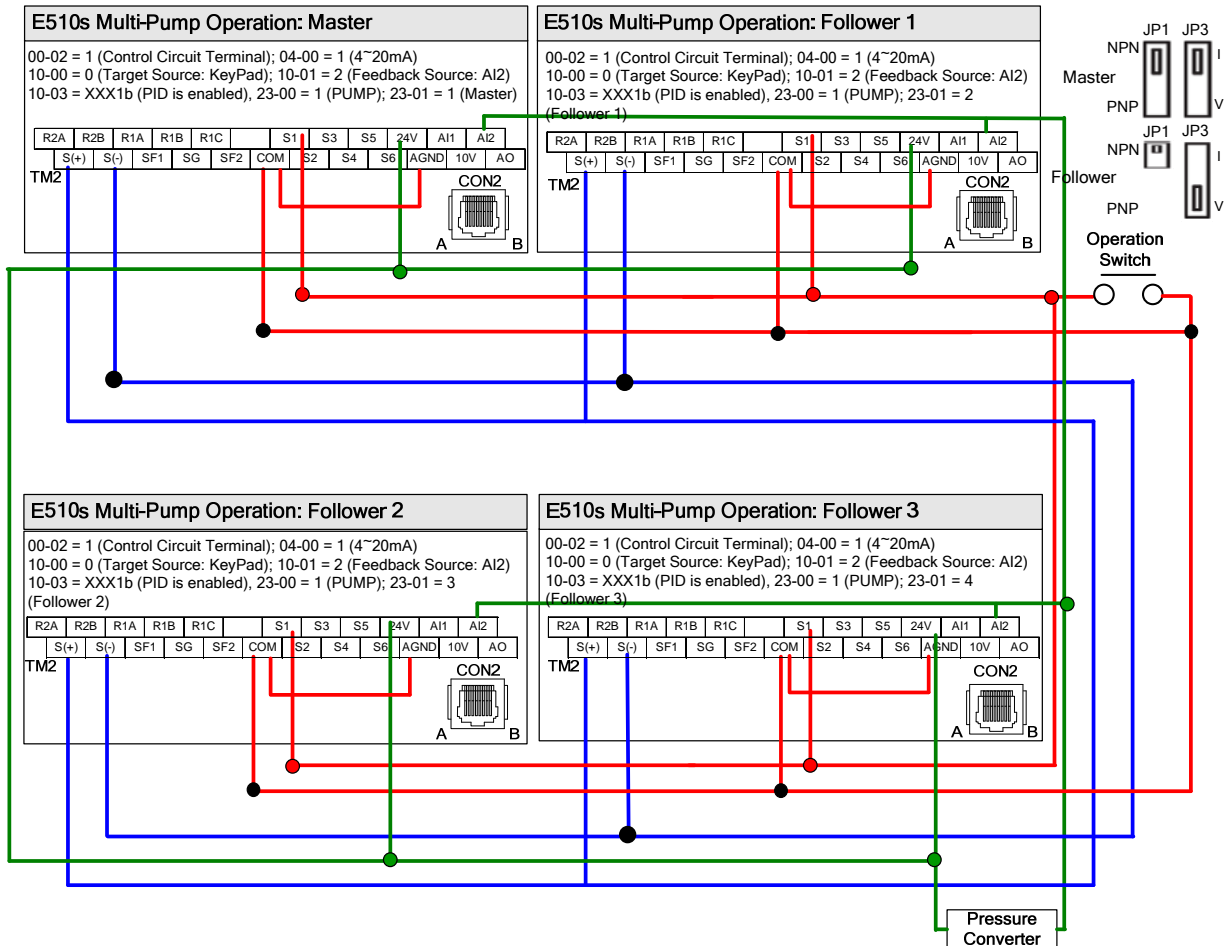 E510s Multi-Pump Operation: Master
00-02 = 1 (Control Circuit Terminal); 04-00 = 1 (4~20mA)
10-00 = 0 (Target Source: KeyPad); 10-01 = 2 (Feedback Source: AI2)
10-03 = XXX1b (PID is enabled), 23-00 = 1 (PUMP); 23-01 = 1 (Master)
R2A R2B R1A R1B R1C S1 S3 S5 24V AI1 AI2
S(+) S(-) SF1 SG SF2 COM S2 S4 S6 AGND 10V AO
TM2
CON2
A B
E510s Multi-Pump Operation: Follower 1
00-02 = 1 (Control Circuit Terminal); 04-00 = 1 (4~20mA)
10-00 = 0 (Target Source: KeyPad); 10-01 = 2 (Feedback Source: AI2)
10-03 = XXX1b (PID is enabled), 23-00 = 1 (PUMP); 23-01 = 2
(Follower 1)
R2A R2B R1A R1B R1C S1 S3 S5 24V AI1 AI2
S(+) S(-) SF1 SG SF2 COM S2 S4 S6 AGND 10V AO
TM2
CON2
A B
JP1 JP3
NPN I
Master
PNP V
JP1 JP3
NPN I
Follower
PNP V
Operation
Switch
E510s Multi-Pump Operation: Follower 2
00-02 = 1 (Control Circuit Terminal); 04-00 = 1 (4~20mA)
10-00 = 0 (Target Source: KeyPad); 10-01 = 2 (Feedback Source: AI2)
10-03 = XXX1b (PID is enabled), 23-00 = 1 (PUMP); 23-01 = 3
(Follower 2)
R2A R2B R1A R1B R1C S1 S3 S5 24V AI1 AI2
S(+) S(-) SF1 SG SF2 COM S2 S4 S6 AGND 10V AO
TM2
CON2
A B
E510s Multi-Pump Operation: Follower 3
00-02 = 1 (Control Circuit Terminal); 04-00 = 1 (4~20mA)
10-00 = 0 (Target Source: KeyPad); 10-01 = 2 (Feedback Source: AI2)
10-03 = XXX1b (PID is enabled), 23-00 = 1 (PUMP); 23-01 = 4
(Follower 3)
R2A R2B R1A R1B R1C S1 S3 S5 24V AI1 AI2
S(+) S(-) SF1 SG SF2 COM S2 S4 S6 AGND 10V AO
TM2
CON2
A B
Pressure
Converter